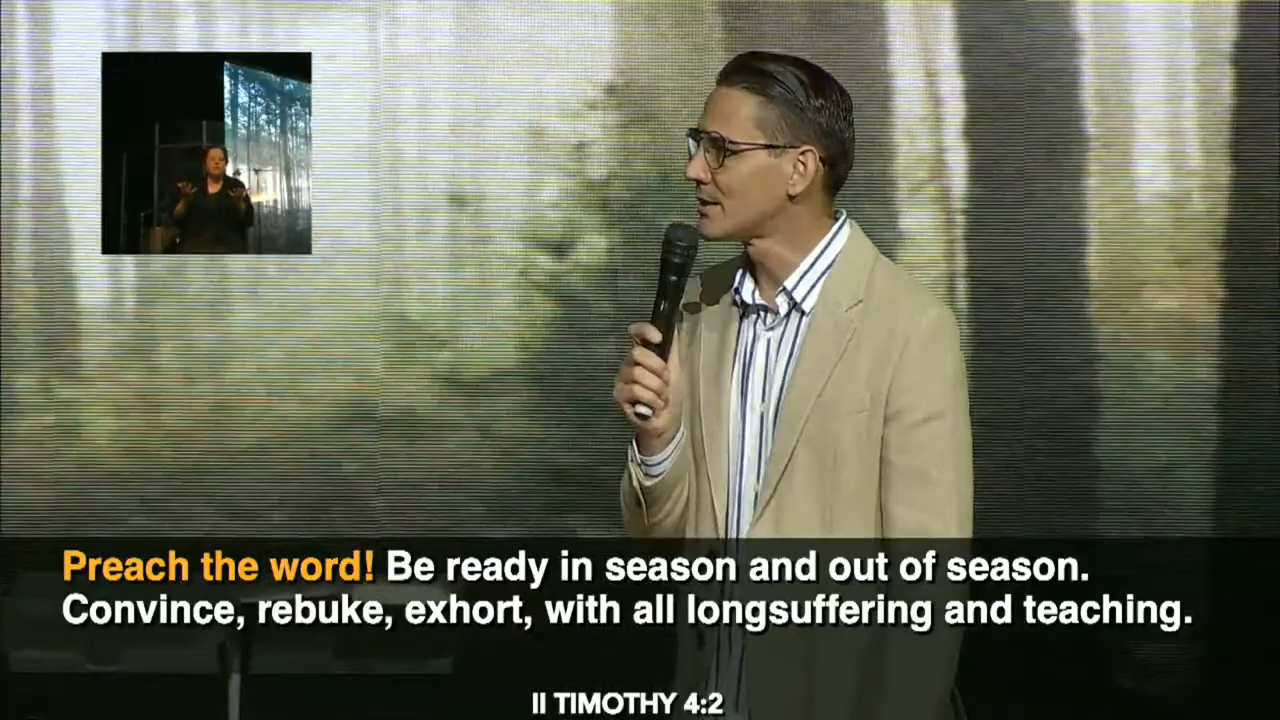 Preach the word! Be ready in season and out of season.
Convince, rebuke, exhort, with all longsuffering and teaching.
II TIMOTHY 4:2